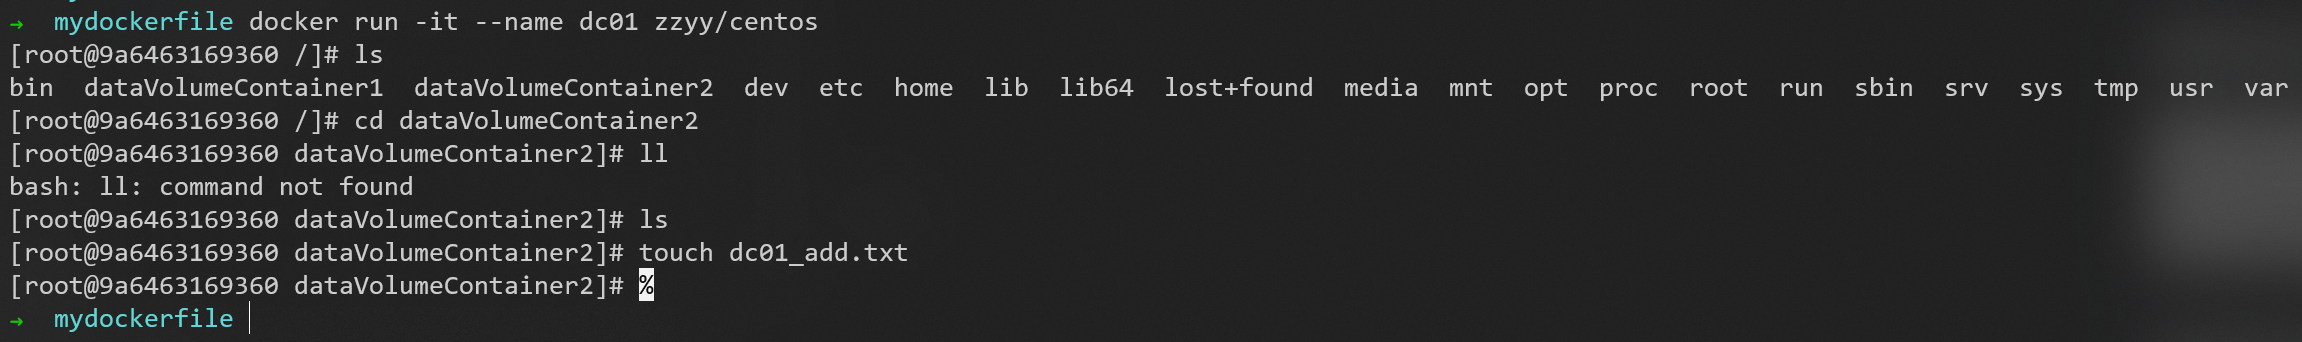 →  mydockerfile docker run -it --name dc01 zzyy/centos
[root@9a6463169360 /]# ls
bin  dataVolumeContainer1  dataVolumeContainer2  dev  etc  home  lib  lib64  lost+found  media  mnt  opt  proc  root  run  sbin  srv  sys  tmp  usr  var
[root@9a6463169360 /]# cd dataVolumeContainer2
[root@9a6463169360 dataVolumeContainer2]# ll
bash: ll: command not found
[root@9a6463169360 dataVolumeContainer2]# ls
[root@9a6463169360 dataVolumeContainer2]# touch dc01_add.txt
[root@9a6463169360 dataVolumeContainer2]# %
→  mydockerfile